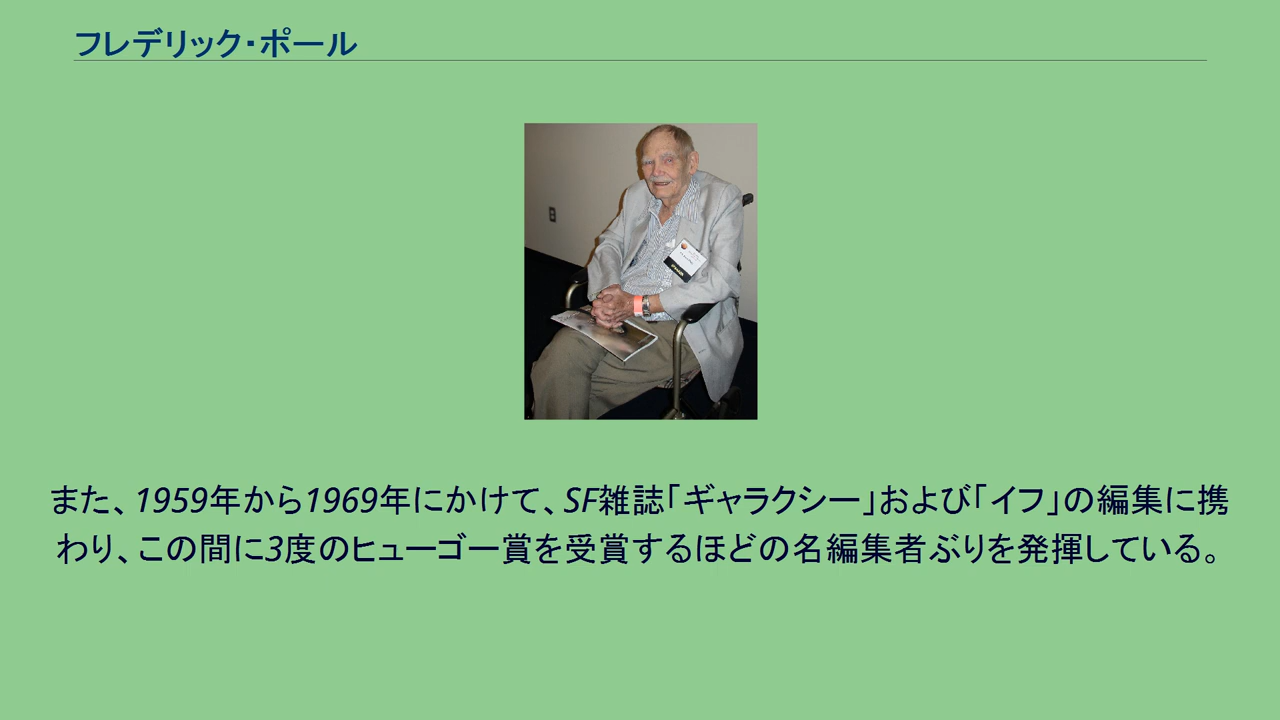 フレデリック・ポール
また、1959年から1969年にかけて、SF雑誌「ギャラクシー」および「イフ」の編集に携
わり、この間に3度のヒューゴー賞を受賞するほどの名編集者ぶりを発揮している。